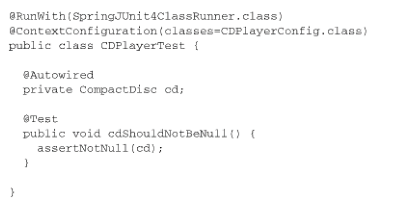 @RunWith(SpringJUnit4ClassRunner.class)
@ContextConfiguration(classes=CDPlayerConfig.class)
public class CDPlayerTest {
@Autowired
private CompactDisc cd;
@Test
public void cdShouldNotBeNull() {
assertNotNull(cd);
}
}